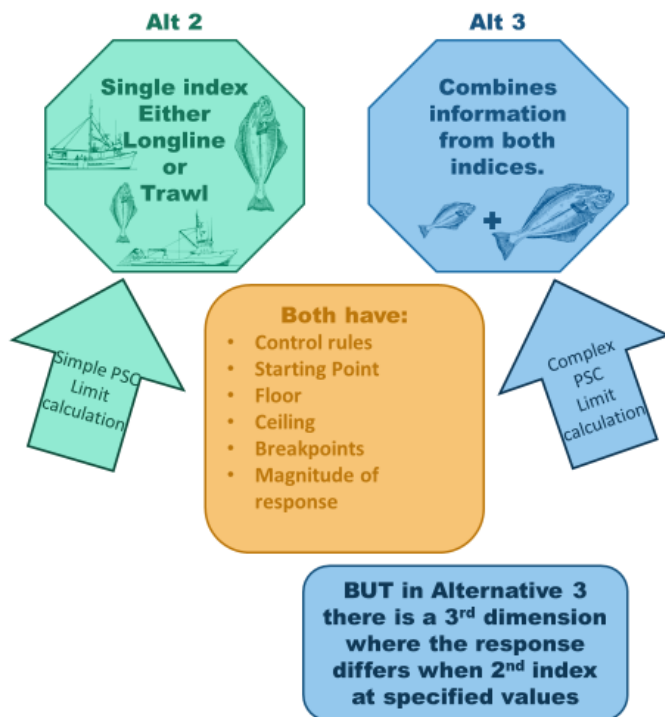 Alt 2
Single index
Either
Longline
or
Trawl
Alt 3
Combines
information
from both
indices.
+
Simple PSC
Limit
calculation
Both have:
• Control rules
• Starting Point
• Floor
• Ceiling
• Breakpoints
• Magnitude of
response
Complex
PSC
Limit
calculation
BUT in Alternative 3
there is a 3rd dimension
where the response
differs when 2nd index
at specified values